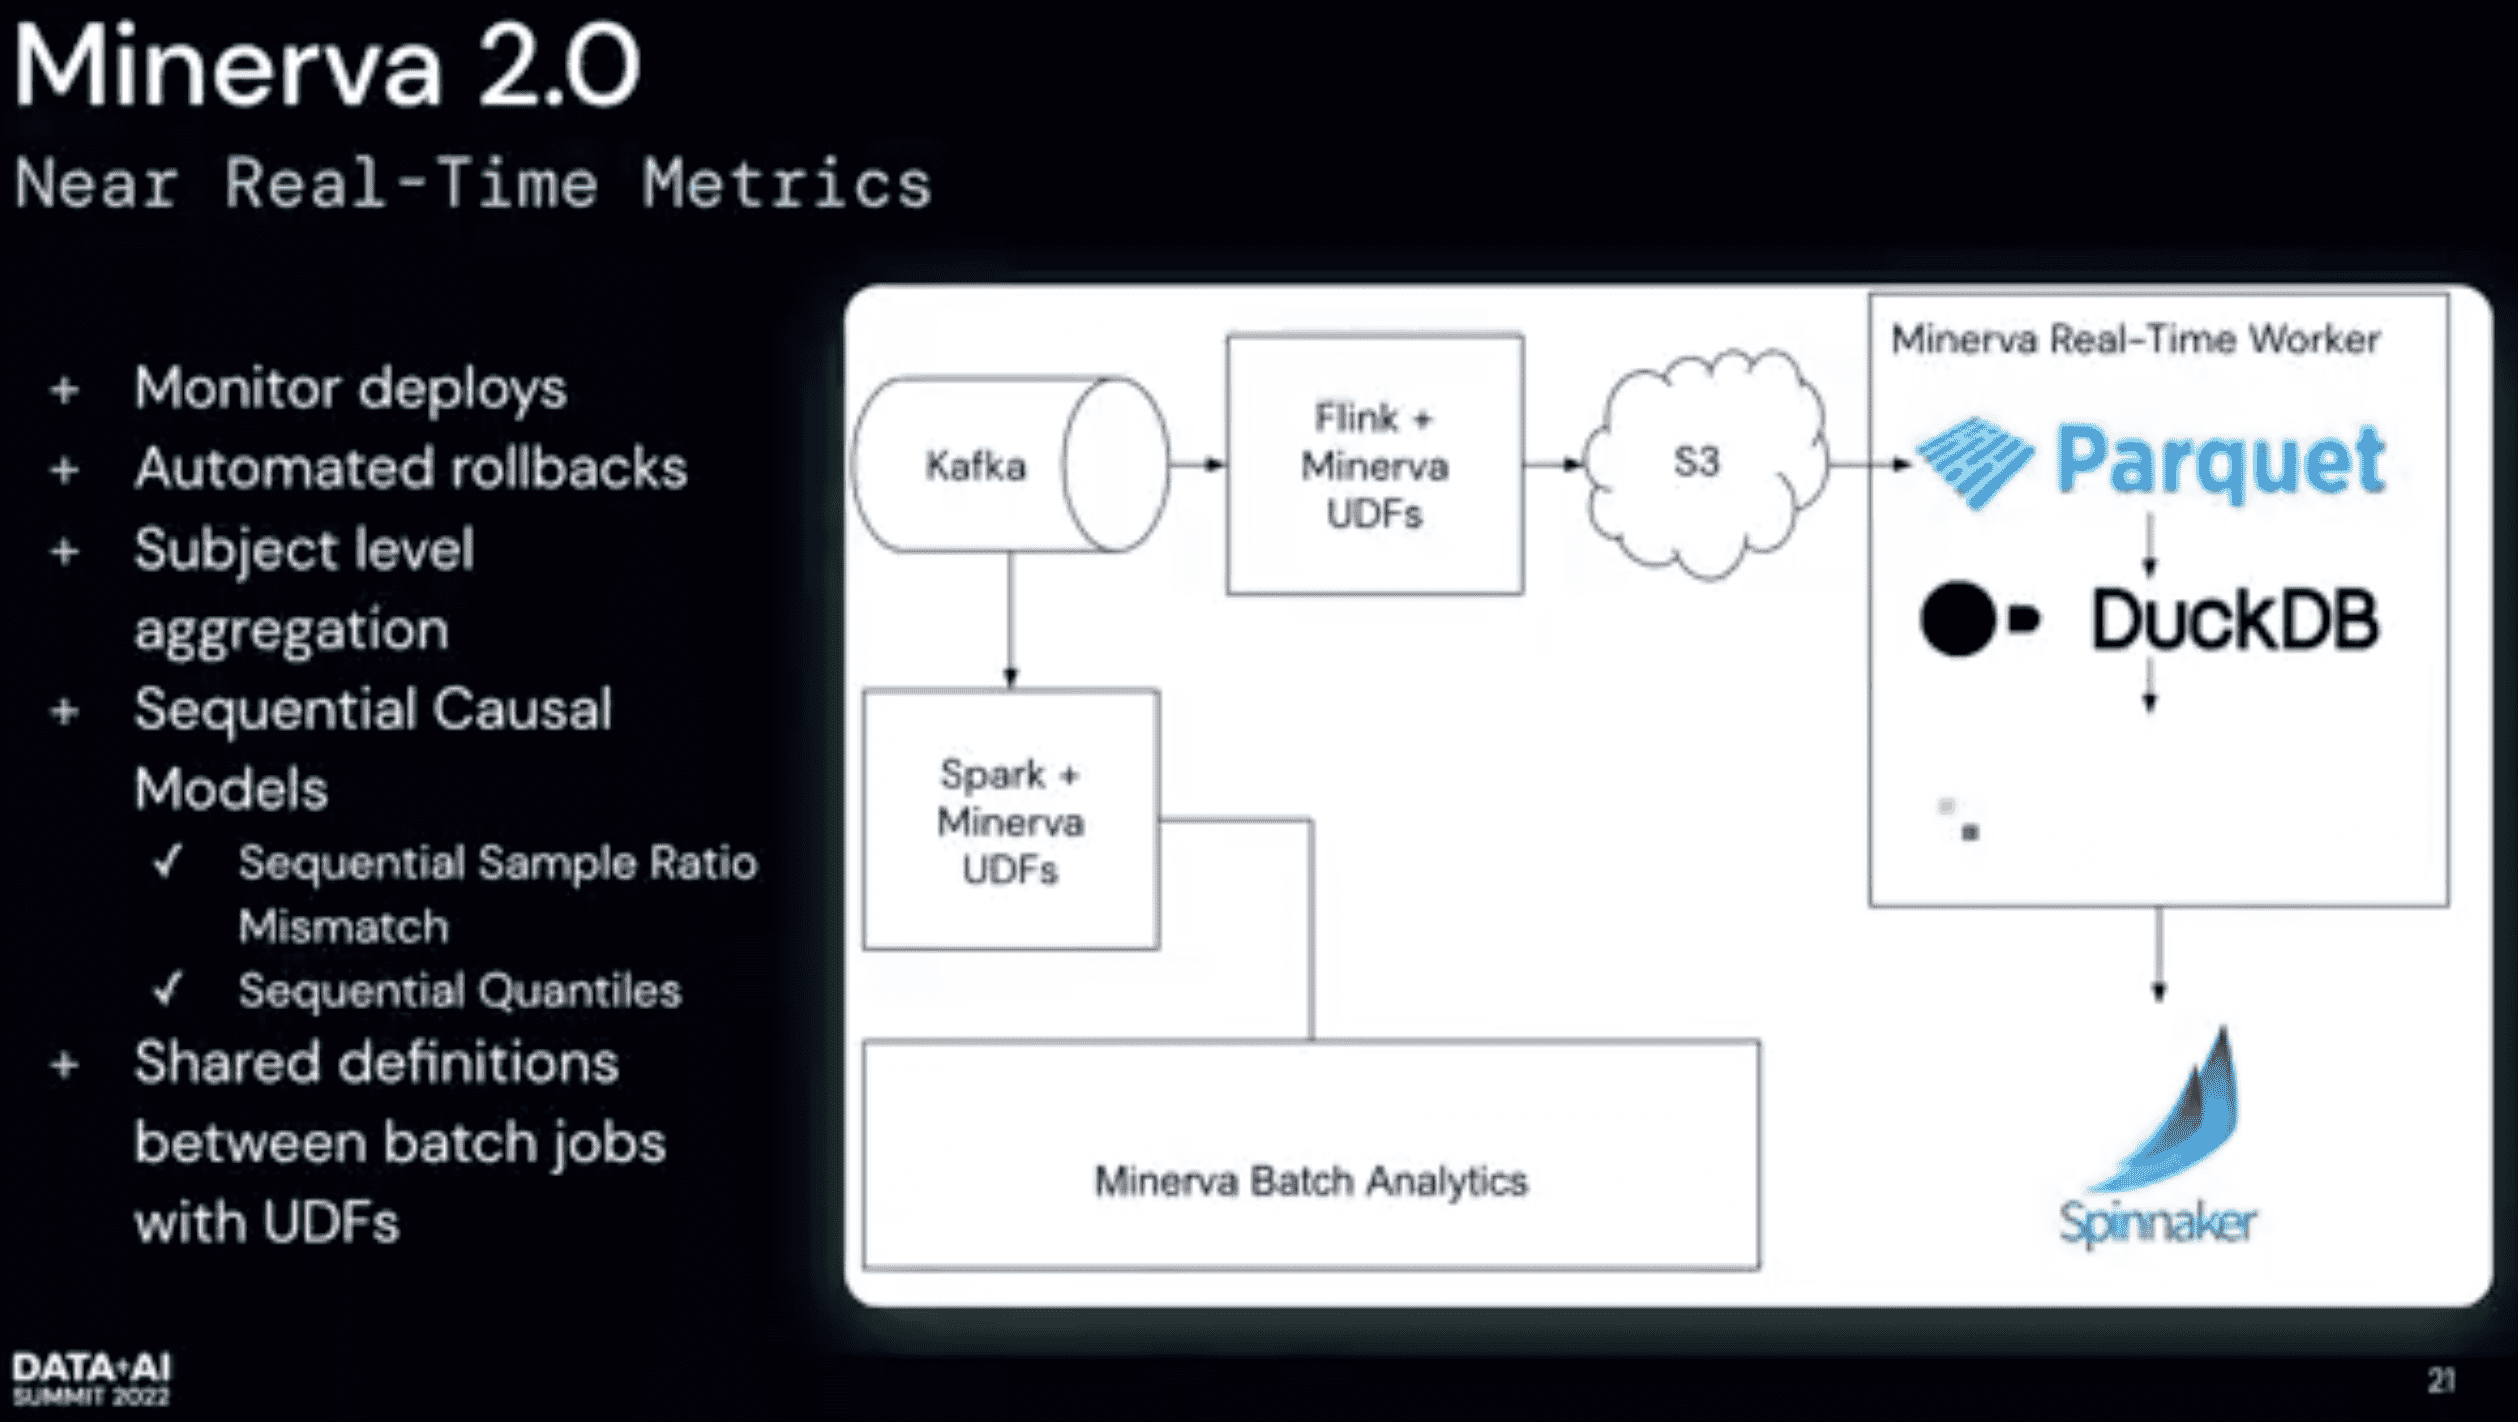 Minerva 2.0
Near Real-Time Metrics
+ Monitor deploys
+ Automated rollbacks
+ Subject level
aggregation
+ Sequential Causal
Models
✓ Sequential Sample Ratio
Mismatch
✓ Sequential Quantiles
+ Shared definitions
between batch jobs
with UDFs
Kafka
Flink +
Minerva
UDFs
S3
Minerva Real-Time Worker
Parquet
DuckDB
Spark +
Minerva
UDFs
Minerva Batch Analytics
Spinnaker
DATA+AI
SUMMIT 2022
21